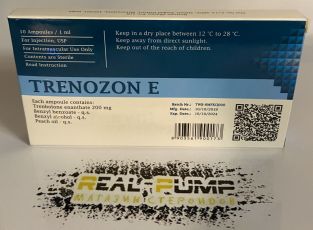 10 Ampoules / 1 ml
For Injection, USP
For Intramuscular Use Only
Contents are Sterile
Read Instruction
Keep in a dry place between 12 °C to 28 °C.
Keep away from direct sunlight.
Keep out of the reach of children.
TRENOZON E
Each ampoule contains:
Trenbolone enanthate 200 mg
Benzyl benzoate - q.s.
Benzyl alcohol - q.s.
Peach oil - q.s.
Batch Nr.:
Mfg. Date.:
Exp. Date.:
REAL-PUMP
МАГАЗИН СТЕРОИДОВ